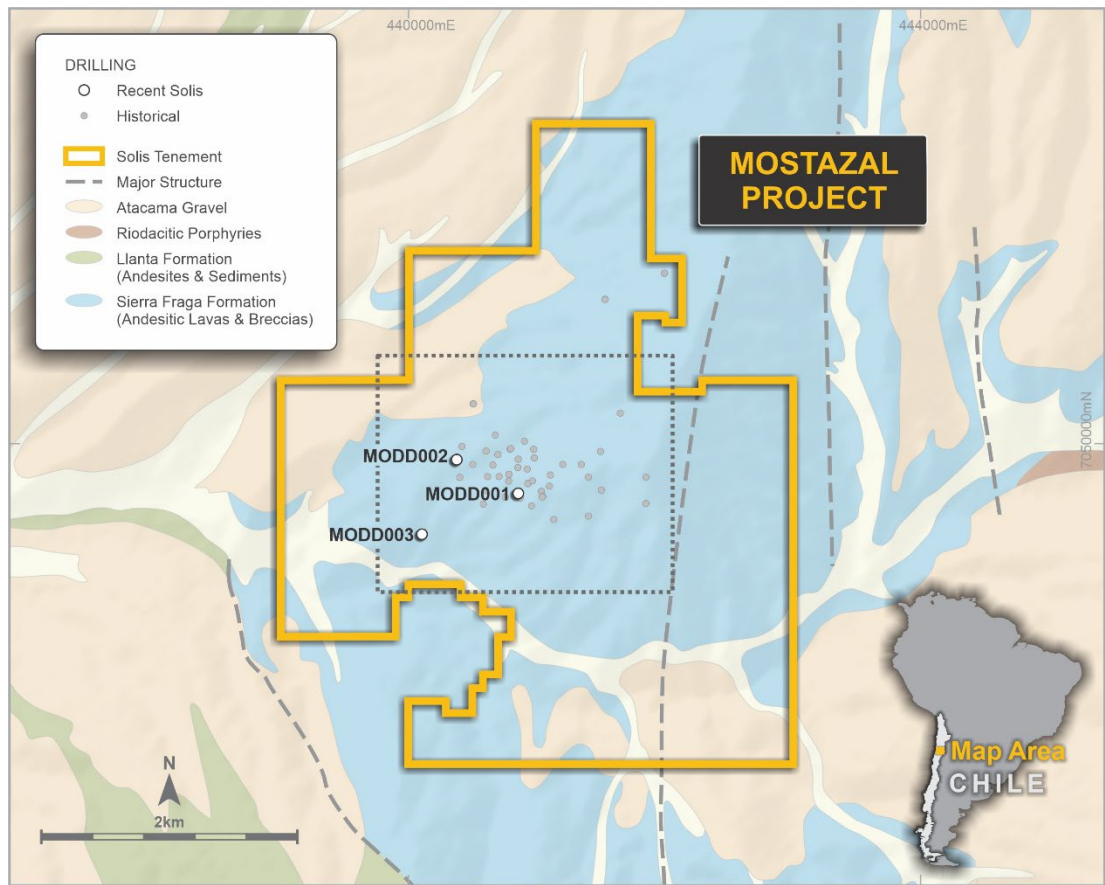 440000mE
444000mE
DRILLING
Recent Solis
Historical
Solis Tenement
Major Structure
Atacama Gravel
Riodacitic Porphyries
Llanta Formation
(Andesites & Sediments)
Sierra Fraga Formation
(Andesitic Lavas & Breccias)
MOSTAZAL
PROJECT
7050000mN
MODD002
MODD001
MODD003
N
2km
Map Area
CHILE